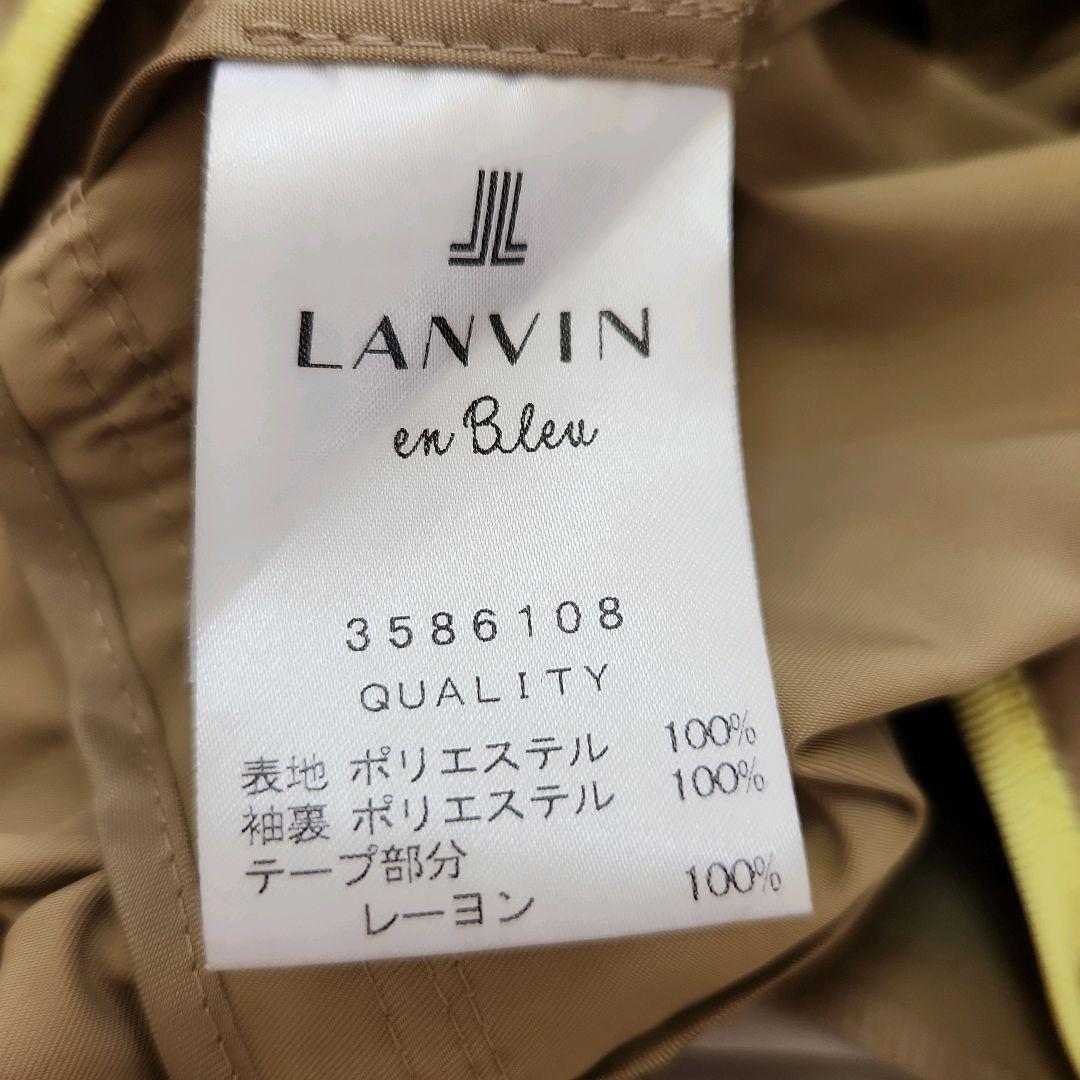 LANVIN
en Bleu
3586108
QUALITY
表地 ポリエステル 100%
袖裏 ポリエステル 100%
テープ部分
レーヨン 100%